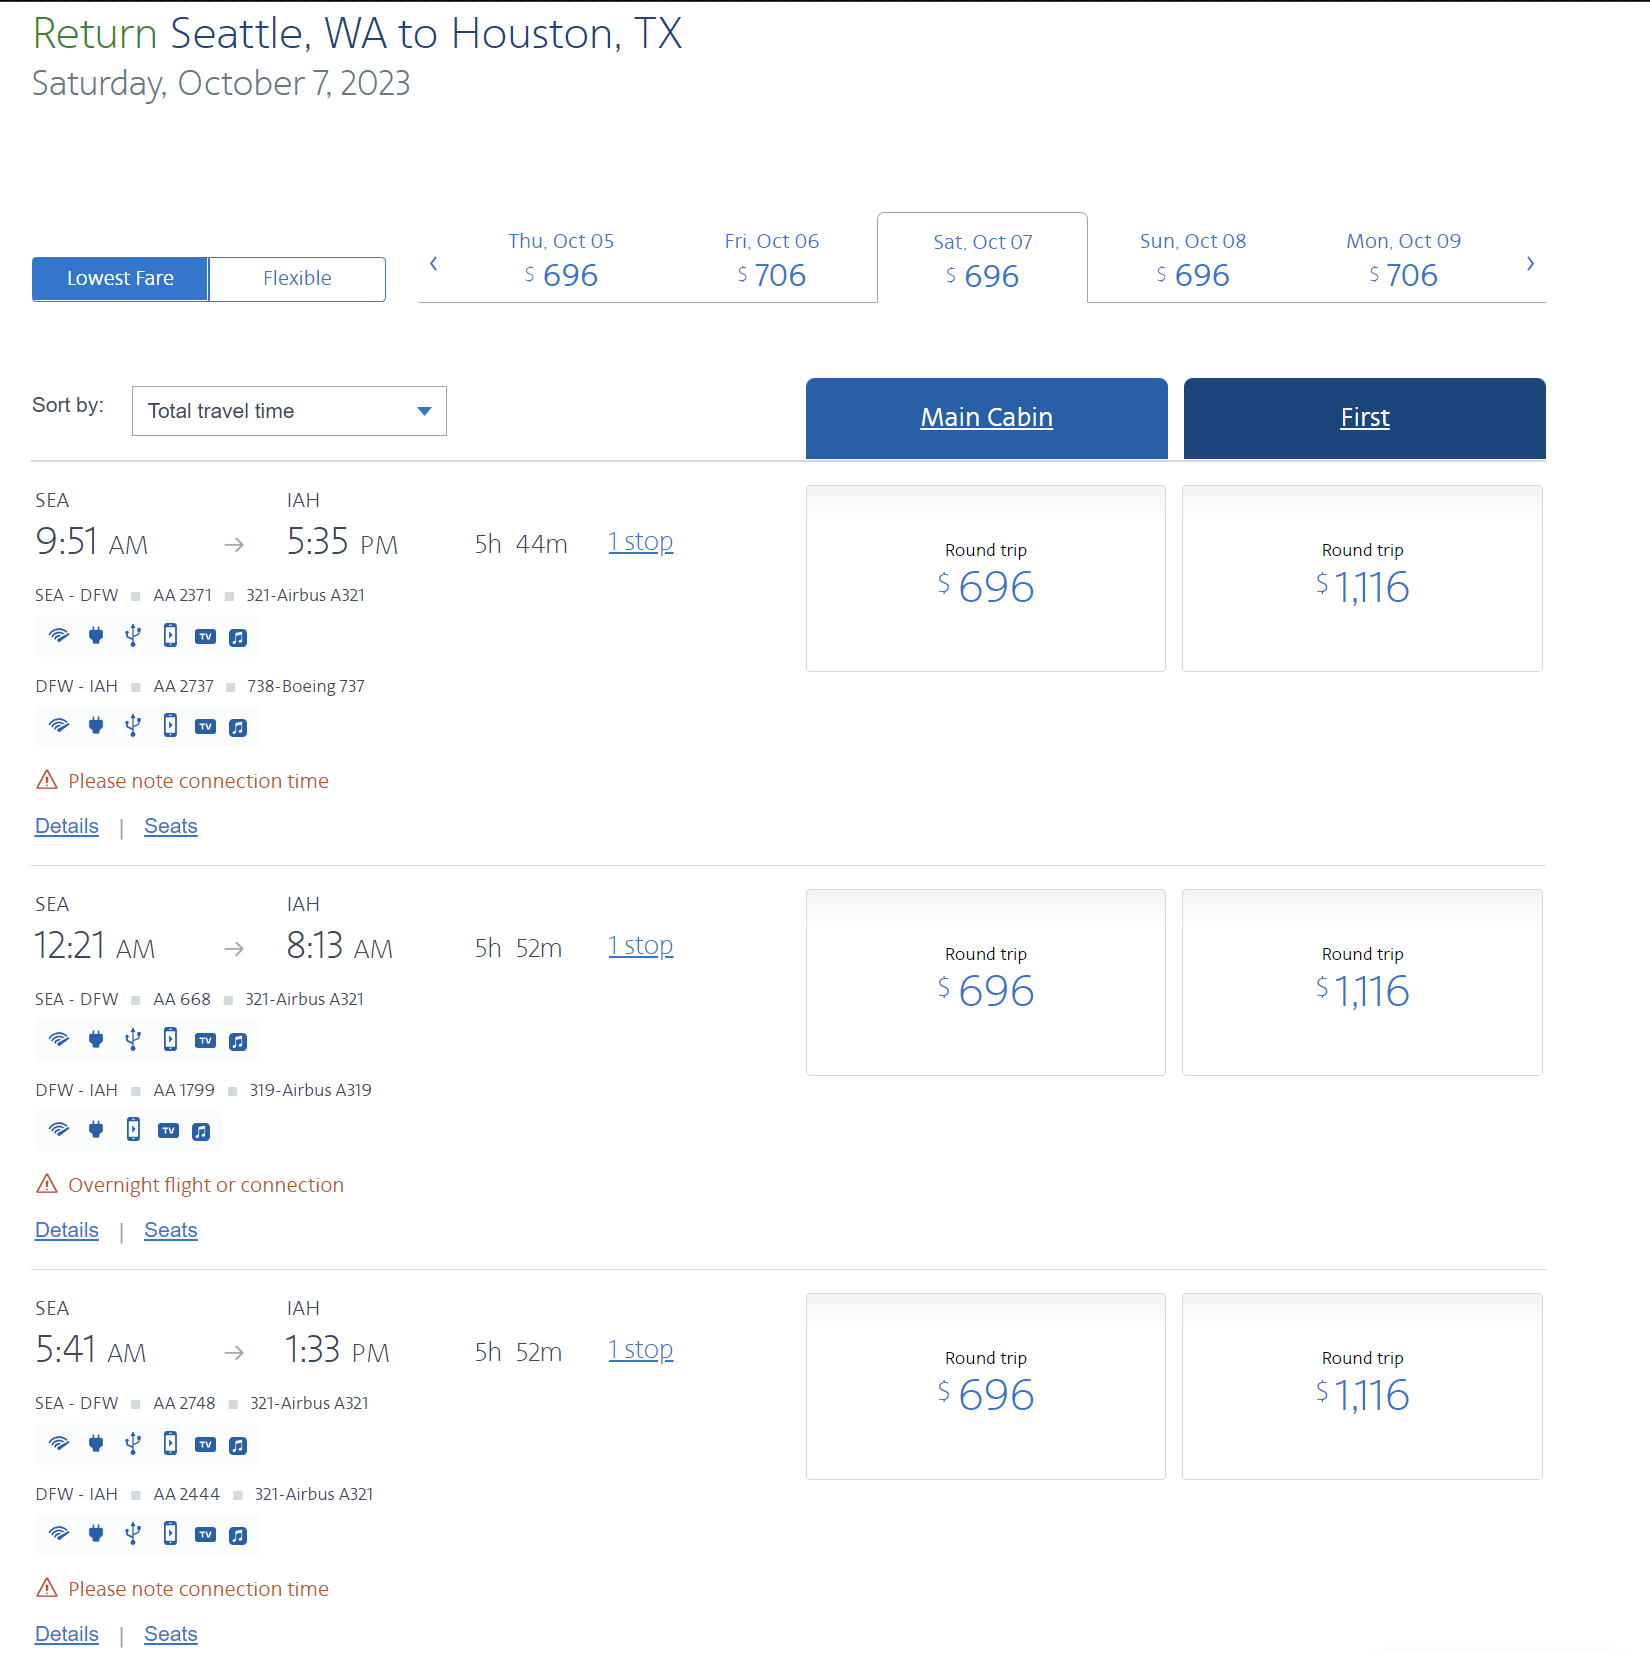 Return Seattle, WA to Houston, TX
Saturday, October 7, 2023
Lowest Fare Flexible
Thu, Oct 05 Fri, Oct 06 Sat, Oct 07 Sun, Oct 08 Mon, Oct 09
$ 696 $ 706 $ 696 $ 696 $ 706
Sort by: Total travel time
Main Cabin First
SEA IAH
9:51 AM 5:35 PM 5h 44m 1 stop
Round trip Round trip
$ 696 $ 1,116
SEA - DFW AA 2371 321-Airbus A321
TV
DFW - IAH AA 2737 738-Boeing 737
TV
Please note connection time
Details | Seats
SEA IAH
12:21 AM 8:13 AM 5h 52m 1 stop
Round trip Round trip
$ 696 $ 1,116
SEA - DFW AA 668 321-Airbus A321
TV
DFW - IAH AA 1799 319-Airbus A319
TV
Overnight flight or connection
Details | Seats
SEA IAH
5:41 AM 1:33 PM 5h 52m 1 stop
Round trip Round trip
$ 696 $ 1,116
SEA - DFW AA 2748 321-Airbus A321
TV
DFW - IAH AA 2444 321-Airbus A321
TV
Please note connection time
Details | Seats